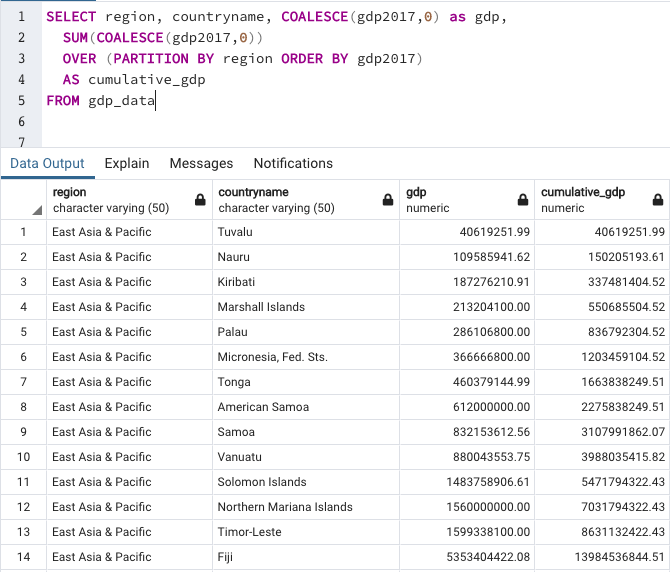 1 SELECT region, countryname, COALESCE(gdp2017,0) as gdp,
2 SUM(COALESCE(gdp2017,0))
3 OVER (PARTITION BY region ORDER BY gdp2017)
4 AS cumulative_gdp
5 FROM gdp_data
6
7
Data Output Explain Messages Notifications
region countryname gdp cumulative_gdp
character varying (50) character varying (50) numeric numeric
1 East Asia & Pacific Tuvalu 40619251.99 40619251.99
2 East Asia & Pacific Nauru 109585941.62 150205193.61
3 East Asia & Pacific Kiribati 187276210.91 337481404.52
4 East Asia & Pacific Marshall Islands 213204100.00 550685504.52
5 East Asia & Pacific Palau 286106800.00 836792304.52
6 East Asia & Pacific Micronesia, Fed. Sts. 366666800.00 1203459104.52
7 East Asia & Pacific Tonga 460379144.99 1663838249.51
8 East Asia & Pacific American Samoa 612000000.00 2275838249.51
9 East Asia & Pacific Samoa 832153612.56 3107991862.07
10 East Asia & Pacific Vanuatu 880043553.75 3988035415.82
11 East Asia & Pacific Solomon Islands 1483758906.61 5471794322.43
12 East Asia & Pacific Northern Mariana Islands 1560000000.00 7031794322.43
13 East Asia & Pacific Timor-Leste 1599338100.00 8631132422.43
14 East Asia & Pacific Fiji 5353404422.08 13984536844.51